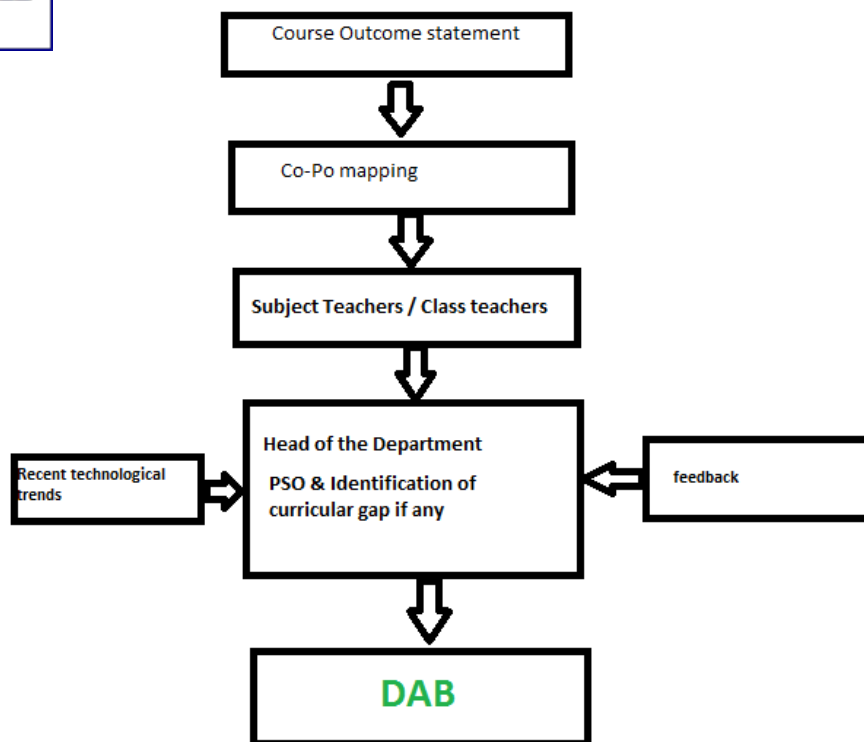 Course Outcome statement
Co-Po mapping
Subject Teachers / Class teachers
Head of the Department
PSO & Identification of
curricular gap if any
Recent technological
trends
feedback
DAB